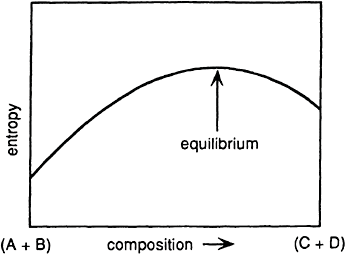 entropy
equilibrium
(A + B) composition → (C + D)